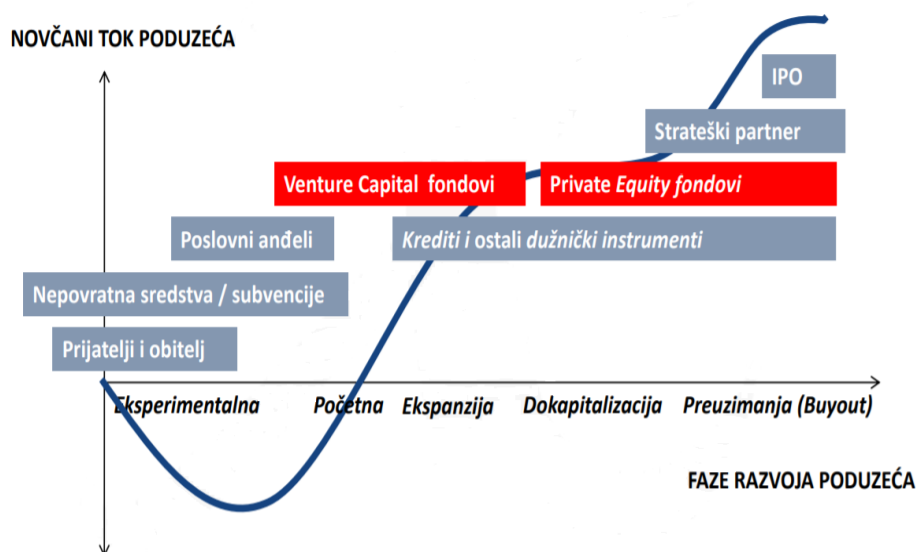 NOVČANI TOK PODUZEĆA
IPO
Strateški partner
Venture Capital fondovi
Private Equity fondovi
Poslovni anđeli
Krediti i ostali dužnički instrumenti
Nepovratna sredstva / subvencije
Prijatelji i obitelj
Eksperimentalna
Početna
Ekspanzija
Dokapitalizacija
Preuzimanja (Buyout)
FAZE RAZVOJA PODUZEĆA